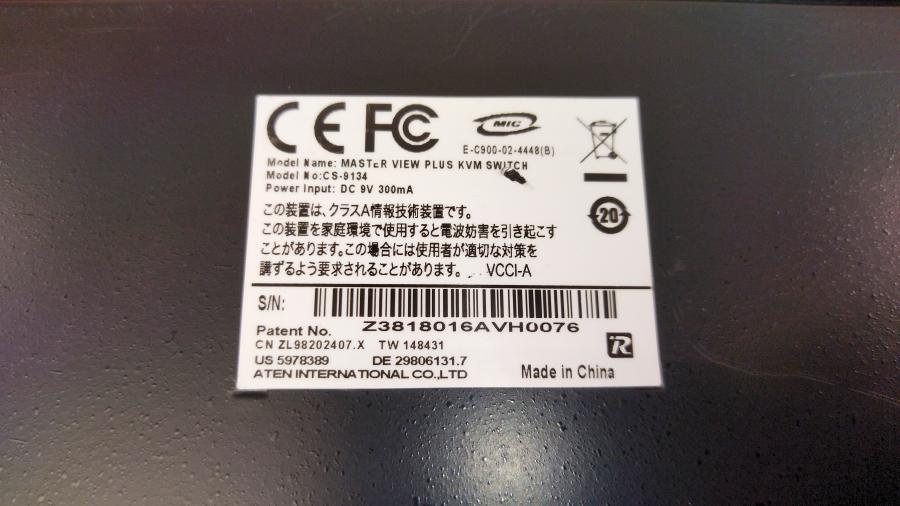 CE FC
MIC
E-C900-02-4448(B)
Model Name: MASTER VIEW PLUS KVM SWITCH
Model No:CS-9134
Power Input: DC 9V 300mA
20
この装置は、クラスA情報技術装置です。
この装置を家庭環境で使用すると電波妨害を引き起こす
ことがあります。この場合には使用者が適切な対策を
講ずるよう要求されることがあります。 VCCI-A
S/N:
Z3818016AVH0076
Patent No.
CN ZL98202407.X TW 148431
US 5978389 DE 29806131.7
ATEN INTERNATIONAL CO.,LTD
R
Made in China